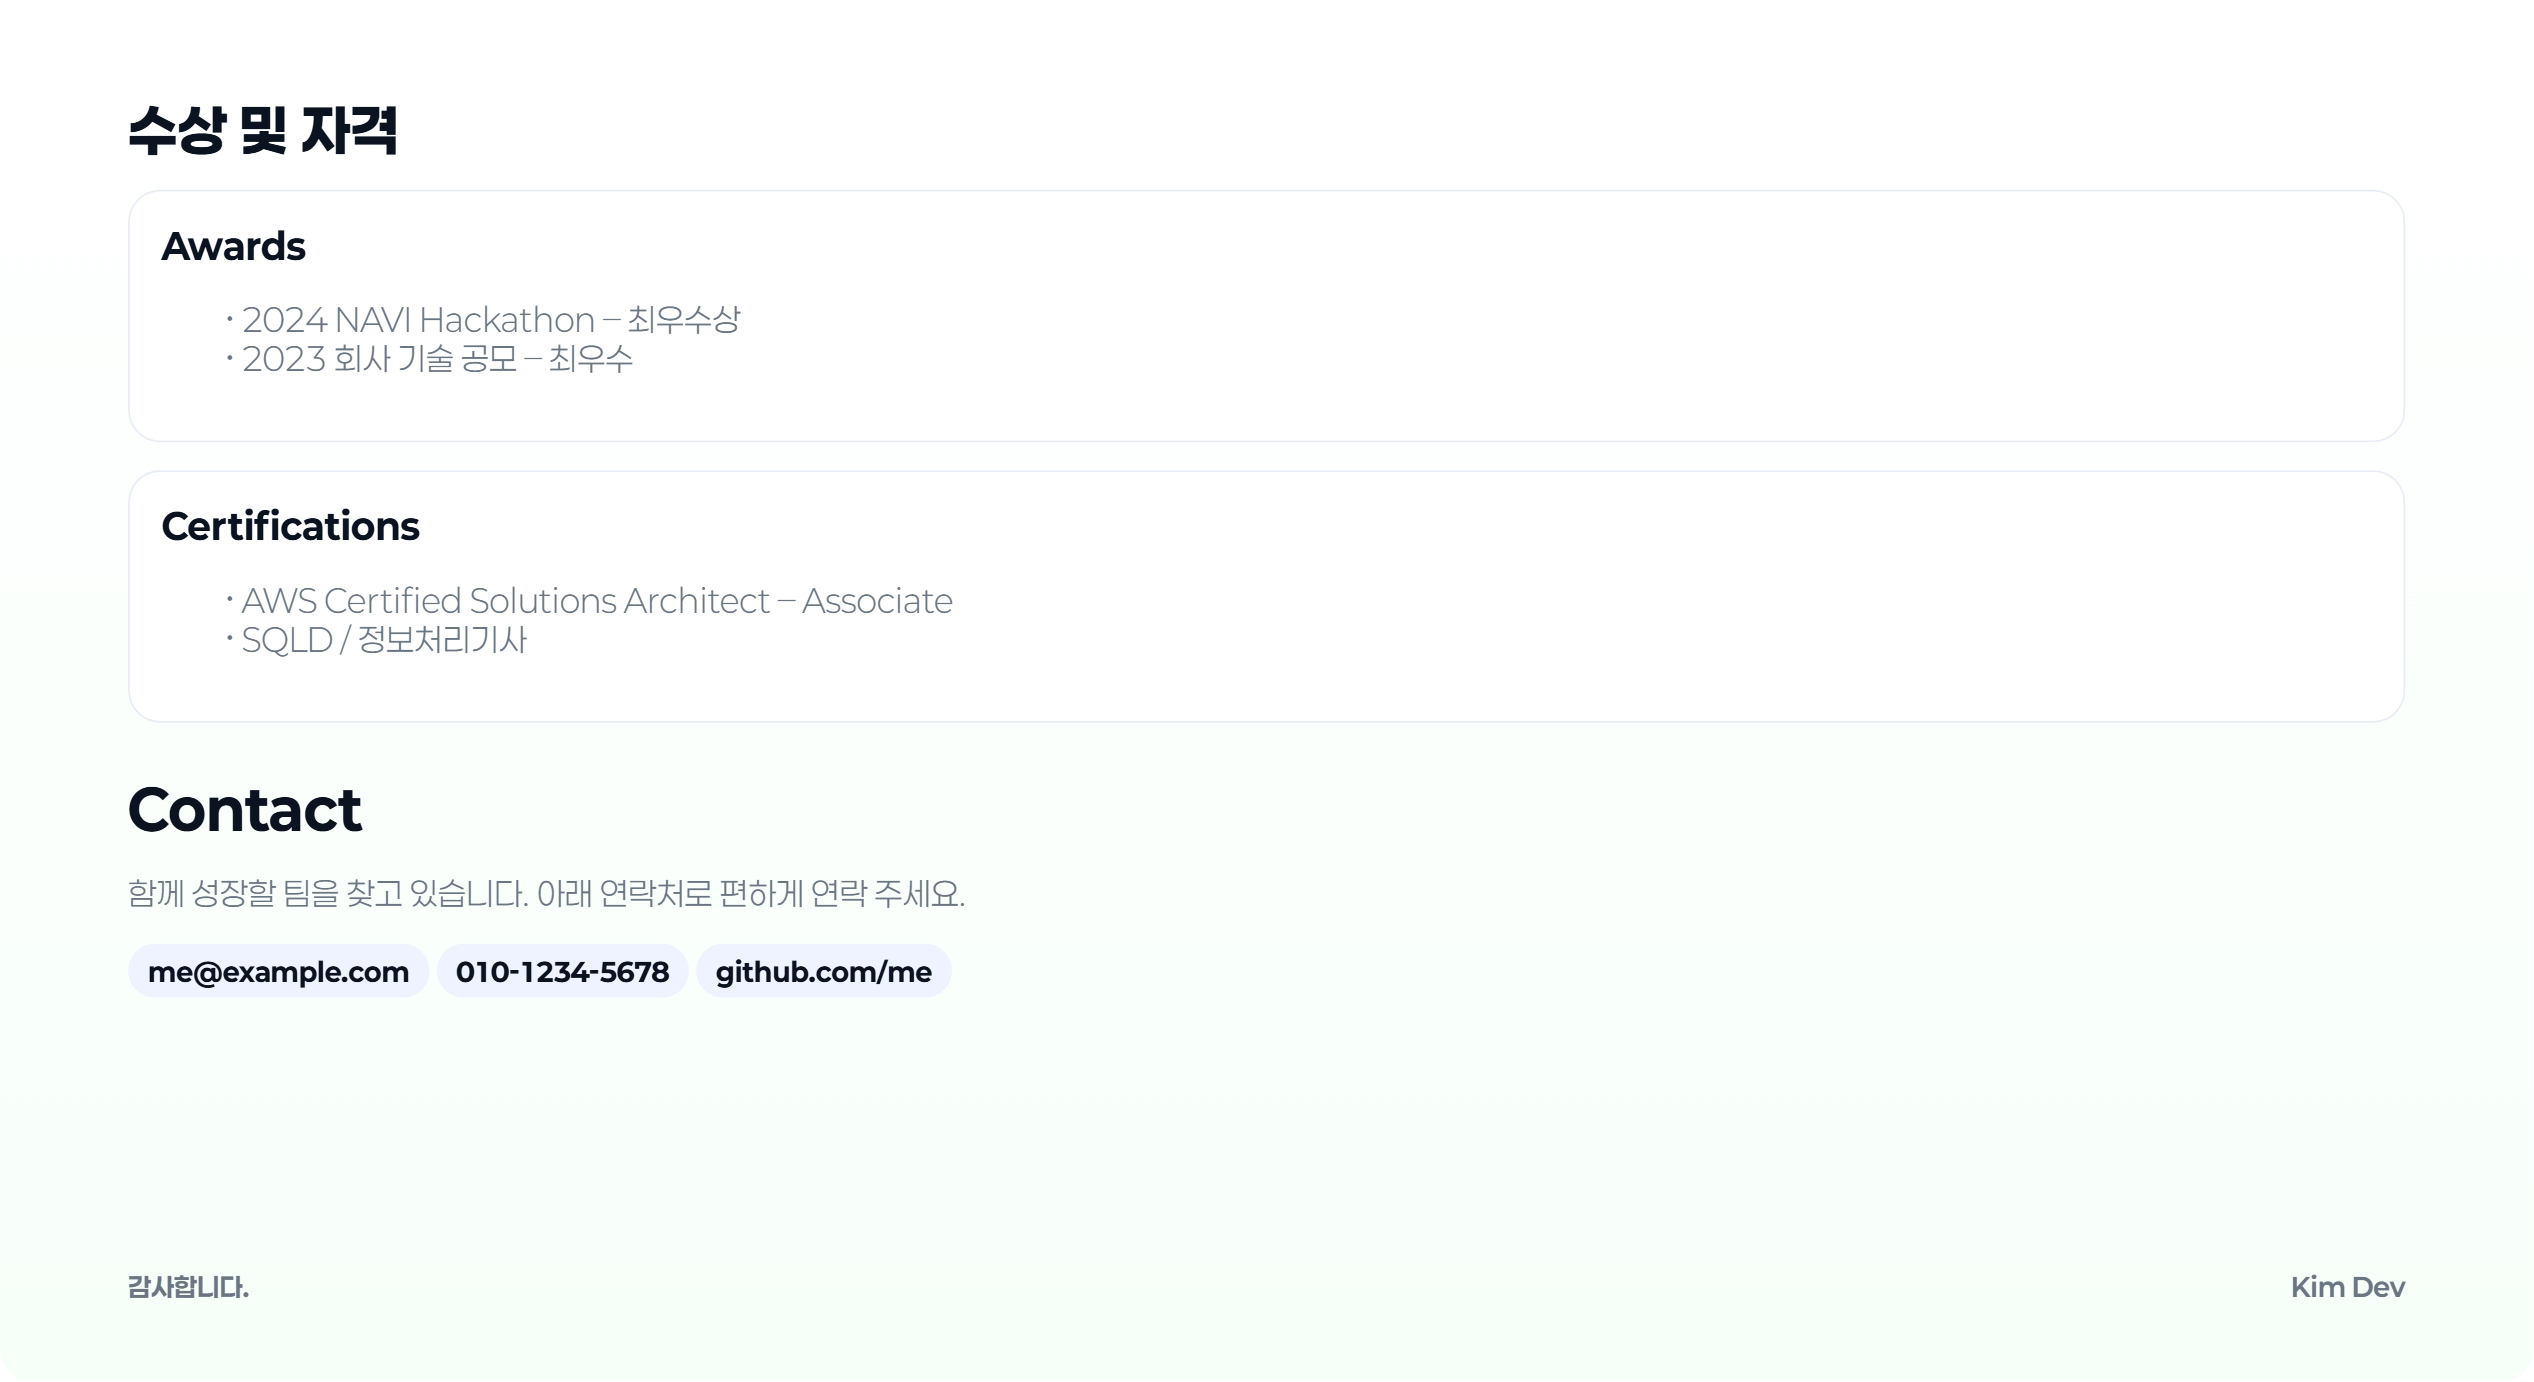 수상 및 자격
Awards
· 2024 NAVI Hackathon – 최우수상
· 2023 회사 기술 공모 – 최우수
Certifications
· AWS Certified Solutions Architect – Associate
· SQLD / 정보처리기사
Contact
함께 성장할 팀을 찾고 있습니다. 아래 연락처로 편하게 연락 주세요.
me@example.com 010-1234-5678 github.com/me
감사합니다. Kim Dev